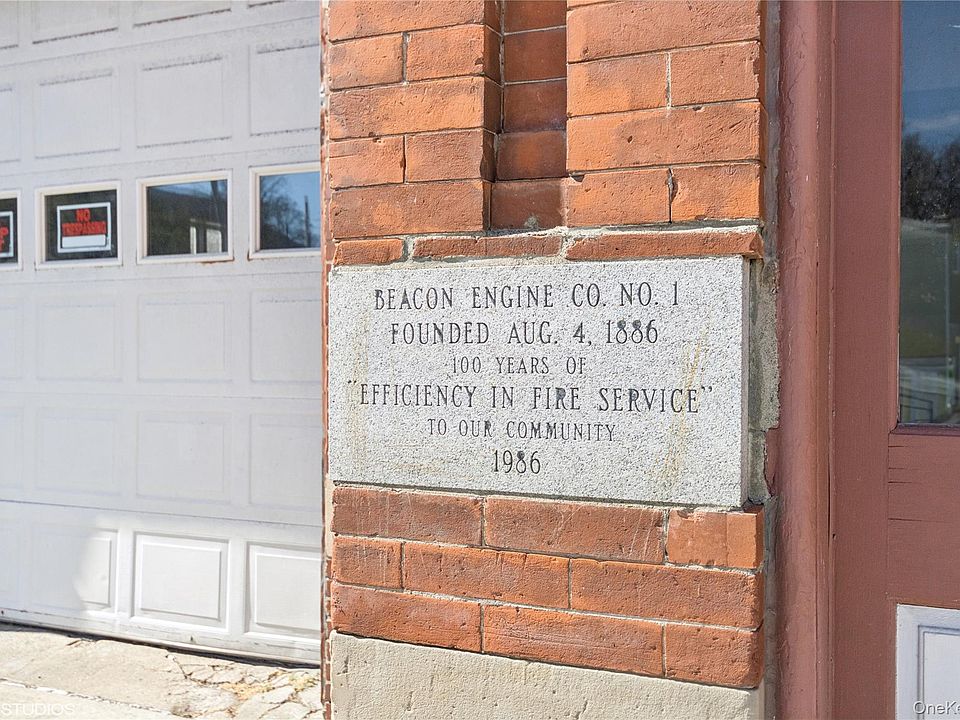 BEACON ENGINE CO. NO. 1
FOUNDED AUG. 4, 1886
100 YEARS OF
"EFFICIENCY IN FIRE SERVICE"
TO OUR COMMUNITY
1986
NO
TRESPASSING
P
STUDIOS
OneKe